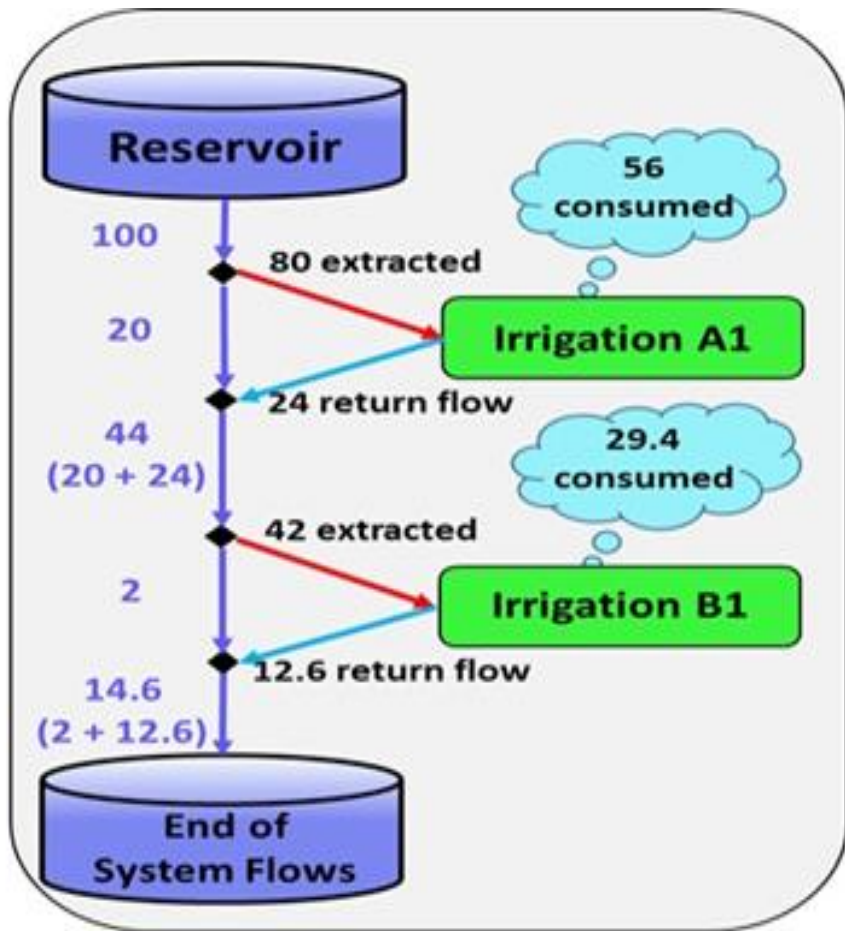 Reservoir
56
consumed
100
80 extracted
20
Irrigation A1
24 return flow
44
(20 + 24)
29.4
consumed
42 extracted
2
Irrigation B1
12.6 return flow
14.6
(2 + 12.6)
End of
System Flows